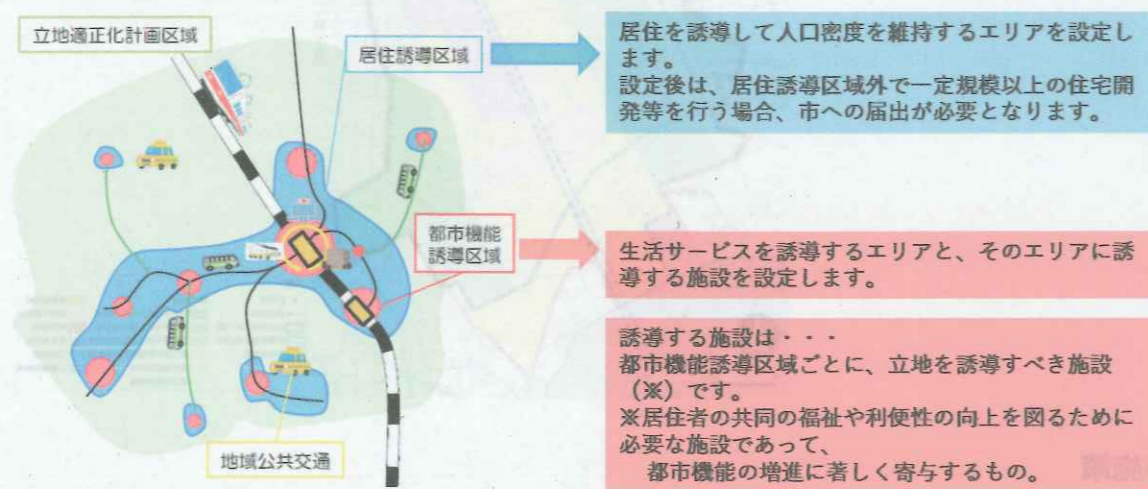 立地適正化計画区域
居住誘導区域
都市機能
誘導区域
地域公共交通
居住を誘導して人口密度を維持するエリアを設定し
ます。
設定後は、居住誘導区域外で一定規模以上の住宅開
発等を行う場合、市への届出が必要となります。
生活サービスを誘導するエリアと、そのエリアに誘
導する施設を設定します。
誘導する施設は・・・
都市機能誘導区域ごとに、立地を誘導すべき施設
（※）です。
※居住者の共同の福祉や利便性の向上を図るために
必要な施設であって、
都市機能の増進に著しく寄与するもの。